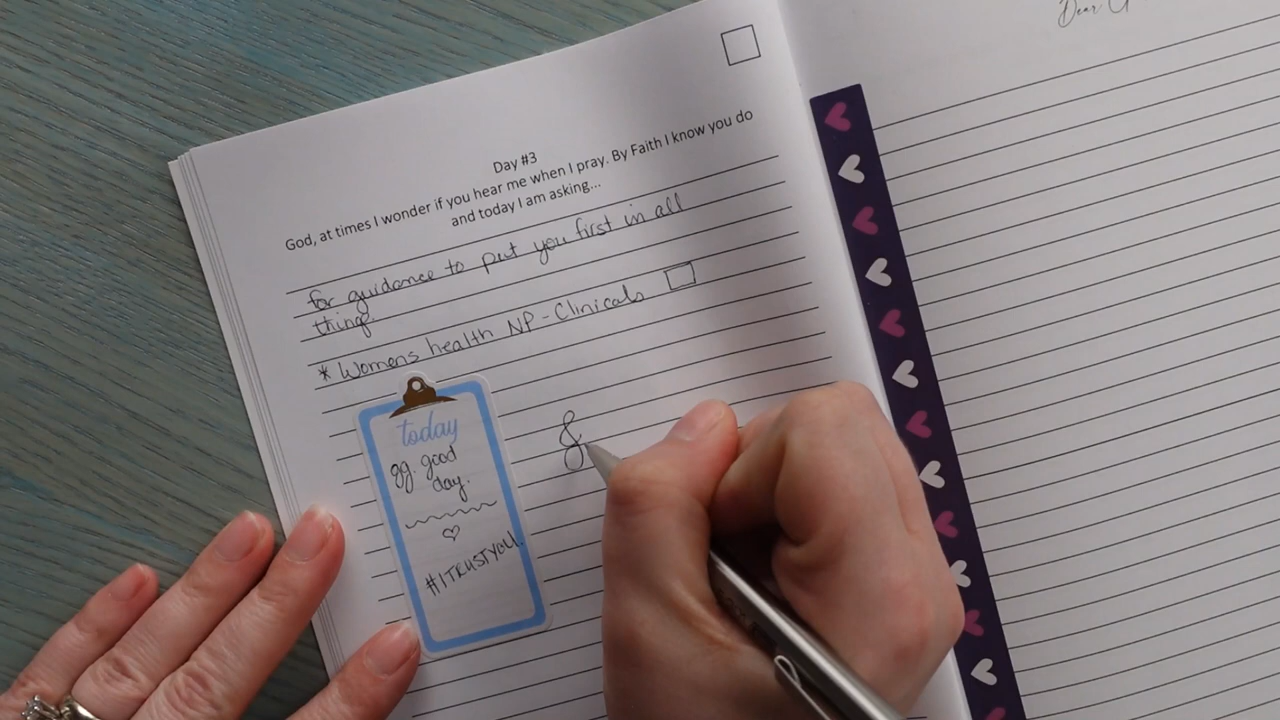 Day #3
God, at times I wonder if you hear me when I pray. By Faith I know you do
and today I am asking...
for guidance to put you first in all
things
* Womens health NP - Clinicals
today
gg. good
day.
#ITRUSTYOU.
&
Dear G